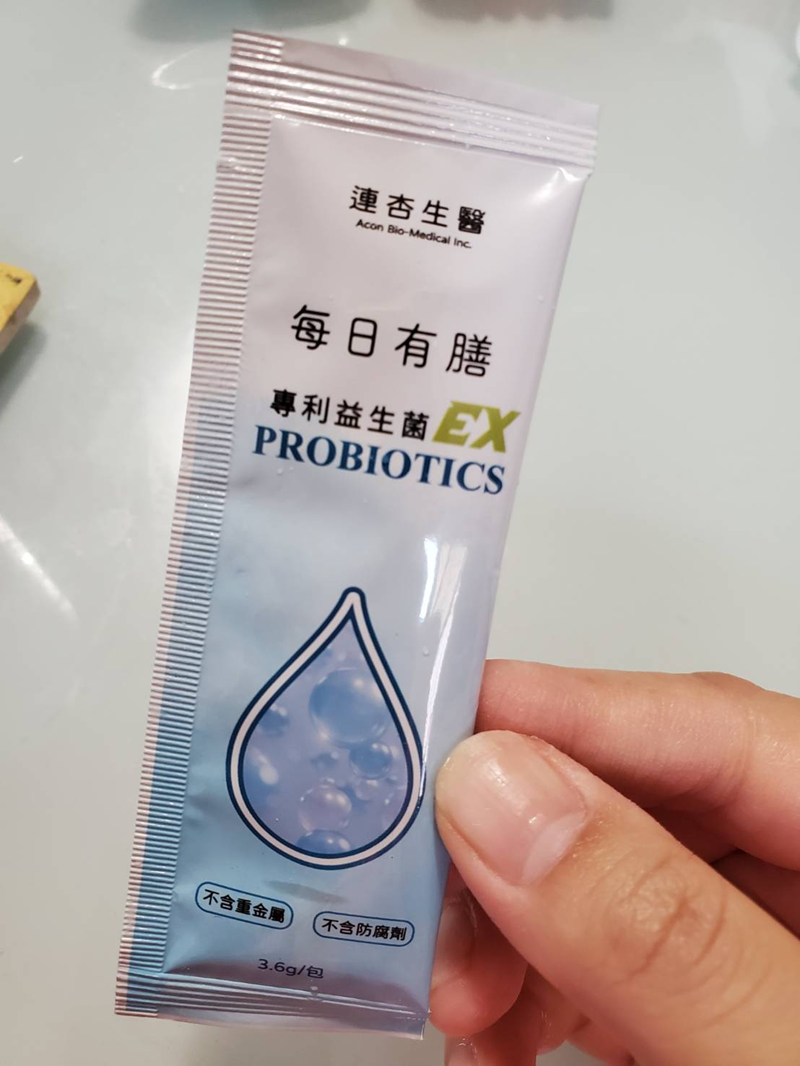 連杏生醫
Acon Bio-Medical Inc.
每日有膳
專利益生菌EX
PROBIOTICS
不含重金屬
不含防腐劑
3.6g/包